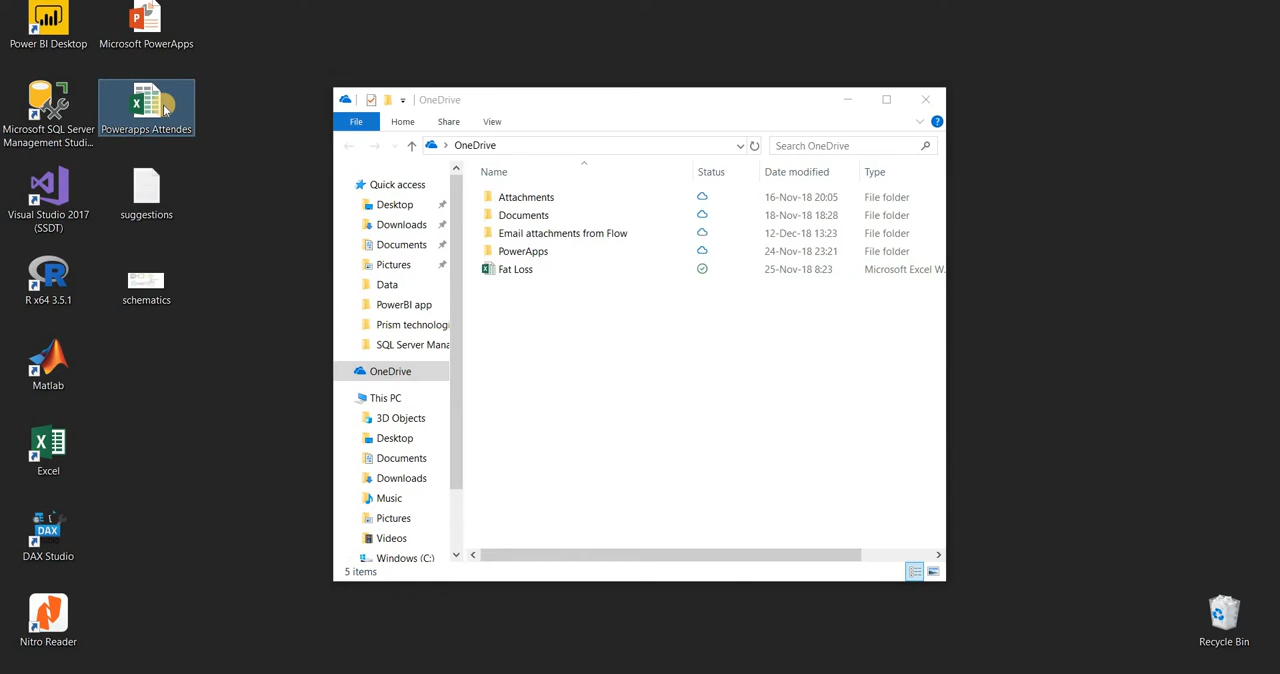 Power BI Desktop
Microsoft PowerApps
Microsoft SQL Server
Management Studi...
Powerapps Attendes
Visual Studio 2017
(SSDT)
suggestions
R x64 3.5.1
schematics
Matlab
Excel
DAX
DAX Studio
Nitro Reader
OneDrive
File
Home
Share
View
OneDrive
Search OneDrive
Name
Status
Date modified
Type
Quick access
Desktop
Downloads
Documents
Pictures
Data
PowerBI app
Prism technolog
SQL Server Mana
OneDrive
This PC
3D Objects
Desktop
Documents
Downloads
Music
Pictures
Videos
Windows (C:)
Attachments
16-Nov-18 20:05
File folder
Documents
18-Nov-18 18:28
File folder
Email attachments from Flow
12-Dec-18 13:23
File folder
PowerApps
24-Nov-18 23:21
File folder
Fat Loss
25-Nov-18 8:23
Microsoft Excel W.
5 items
Recycle Bin